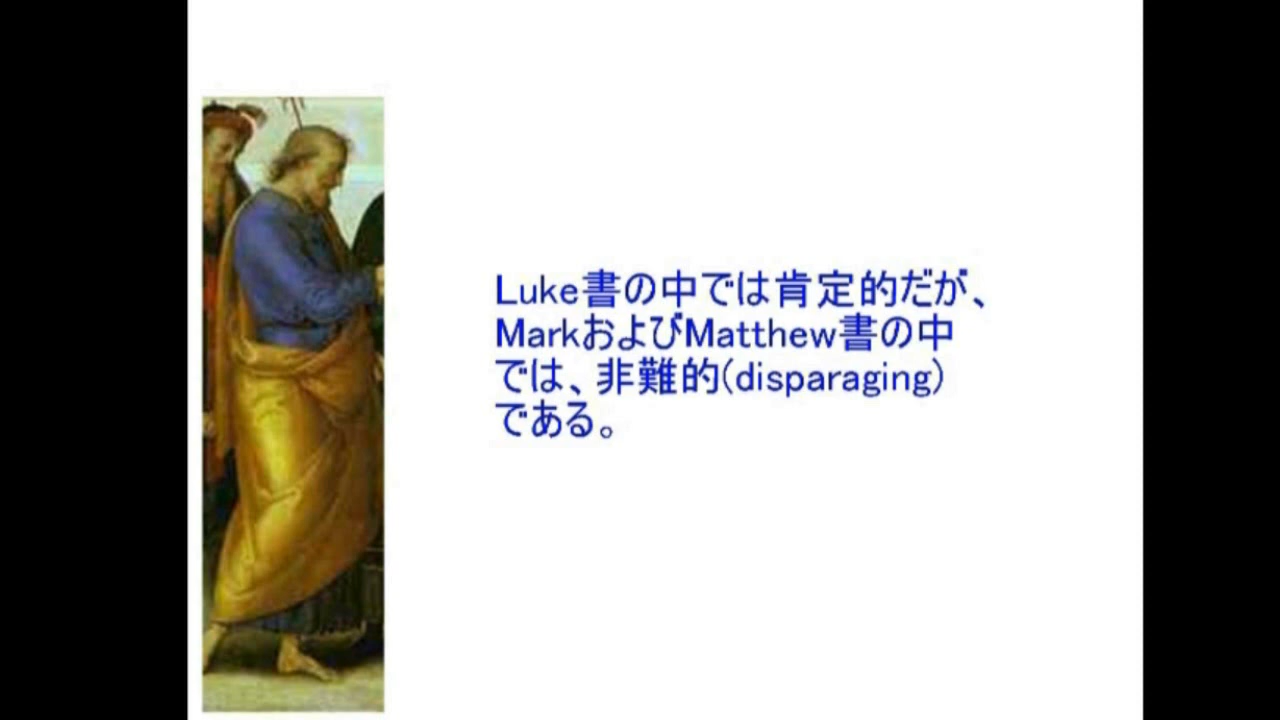 Luke書の中では肯定的だが、
MarkおよびMatthew書の中
では、非難的(disparaging)
である。